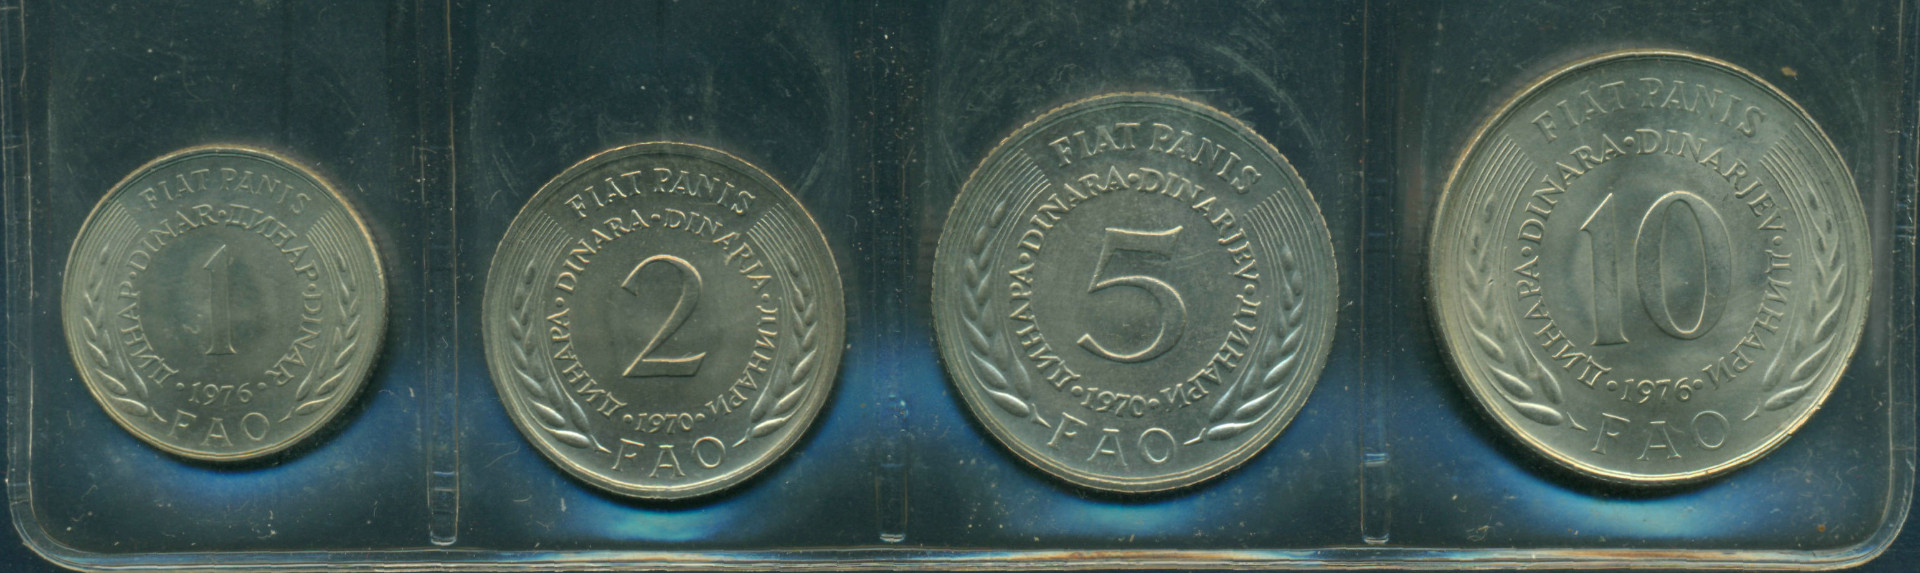 FIAT PANIS
ДИНАР·DINAR·ДИНАР·DINAR
1
·1976·
FAO
FIAT PANIS
ДИНАРА·DINARA·DINARJA·ДИНАРИ
2
·1970·
FAO
FIAT PANIS
ДИНАРА·DINARA·DINARJEV·ДИНАРИ
5
·1970·
FAO
FIAT PANIS
ДИНАРА·DINARA·DINARJEV·ДИНАРИ
10
·1976·
FAO